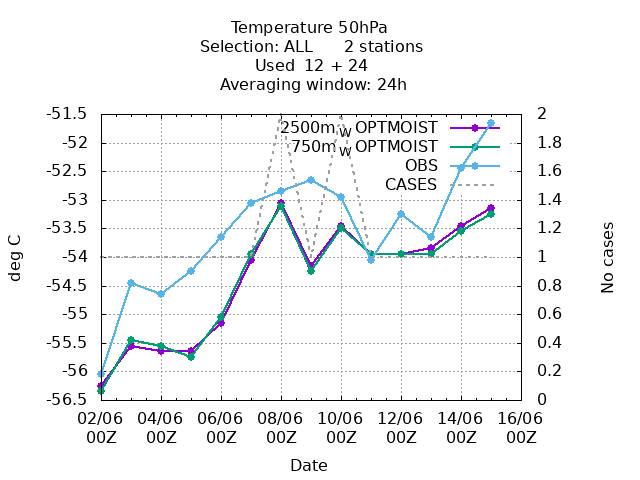 Temperature 50hPa
Selection: ALL 2 stations
Used 12 + 24
Averaging window: 24h
-51.5
-52
-52.5
-53
-53.5
-54
-54.5
-55
-55.5
-56
-56.5
deg C
2500m w OPTMOIST
750m w OPTMOIST
OBS
CASES
2
1.8
1.6
1.4
1.2
1
0.8
0.6
0.4
0.2
0
No cases
02/06 04/06 06/06 08/06 10/06 12/06 14/06 16/06
00Z 00Z 00Z 00Z 00Z 00Z 00Z 00Z
Date